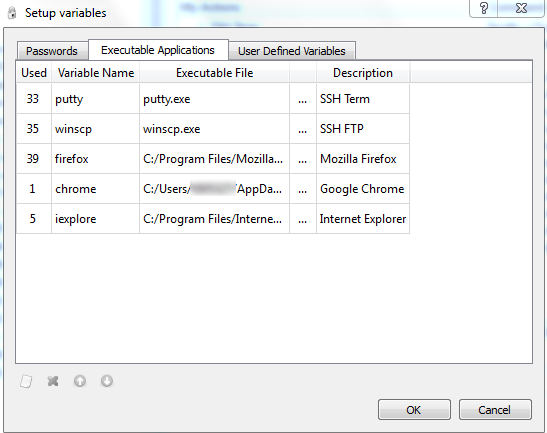 Setup variables
Passwords Executable Applications User Defined Variables
Used Variable Name Executable File Description
33 putty putty.exe ... SSH Term
35 winscp winscp.exe ... SSH FTP
39 firefox C:/Program Files/Mozilla... ... Mozilla Firefox
1 chrome C:/Users/ /AppDa... ... Google Chrome
5 iexplore C:/Program Files/Interne... ... Internet Explorer
OK Cancel